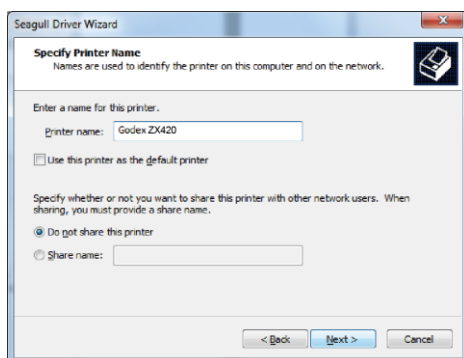 Seagull Driver Wizard
Specify Printer Name
Names are used to identify the printer on this computer and on the network.
Enter a name for this printer.
Printer name: Godex ZX420
Use this printer as the default printer
Specify whether or not you want to share this printer with other network users. When
sharing, you must provide a share name.
Do not share this printer
Share name:
< Back Next > Cancel